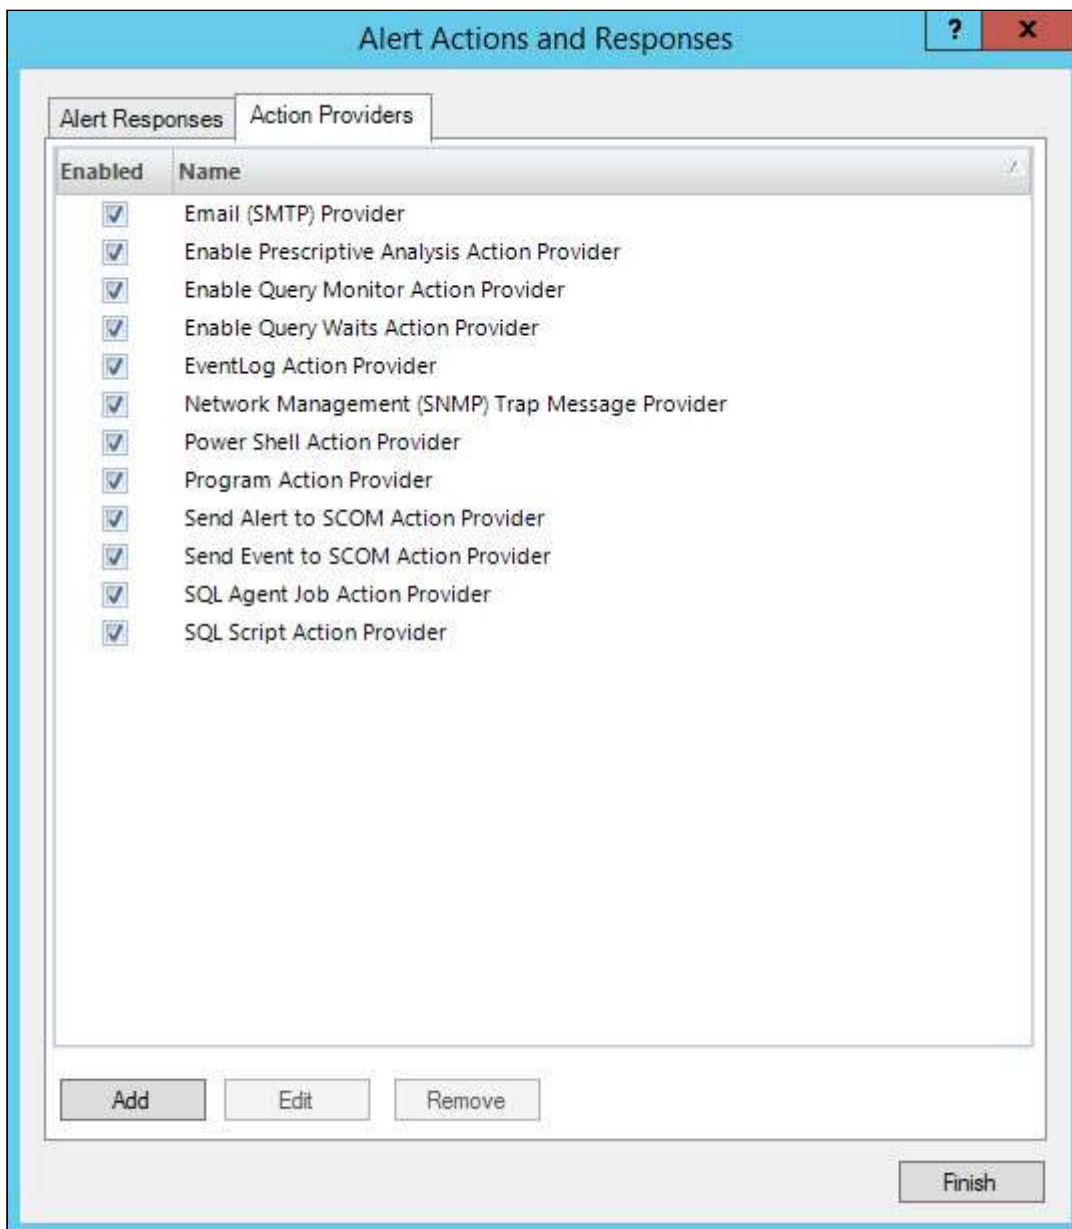 Alert Actions and Responses
?
x
Alert Responses
Action Providers
Enabled Name
Email (SMTP) Provider
Enable Prescriptive Analysis Action Provider
Enable Query Monitor Action Provider
Enable Query Waits Action Provider
EventLog Action Provider
Network Management (SNMP) Trap Message Provider
Power Shell Action Provider
Program Action Provider
Send Alert to SCOM Action Provider
Send Event to SCOM Action Provider
SQL Agent Job Action Provider
SQL Script Action Provider
Add Edit Remove
Finish